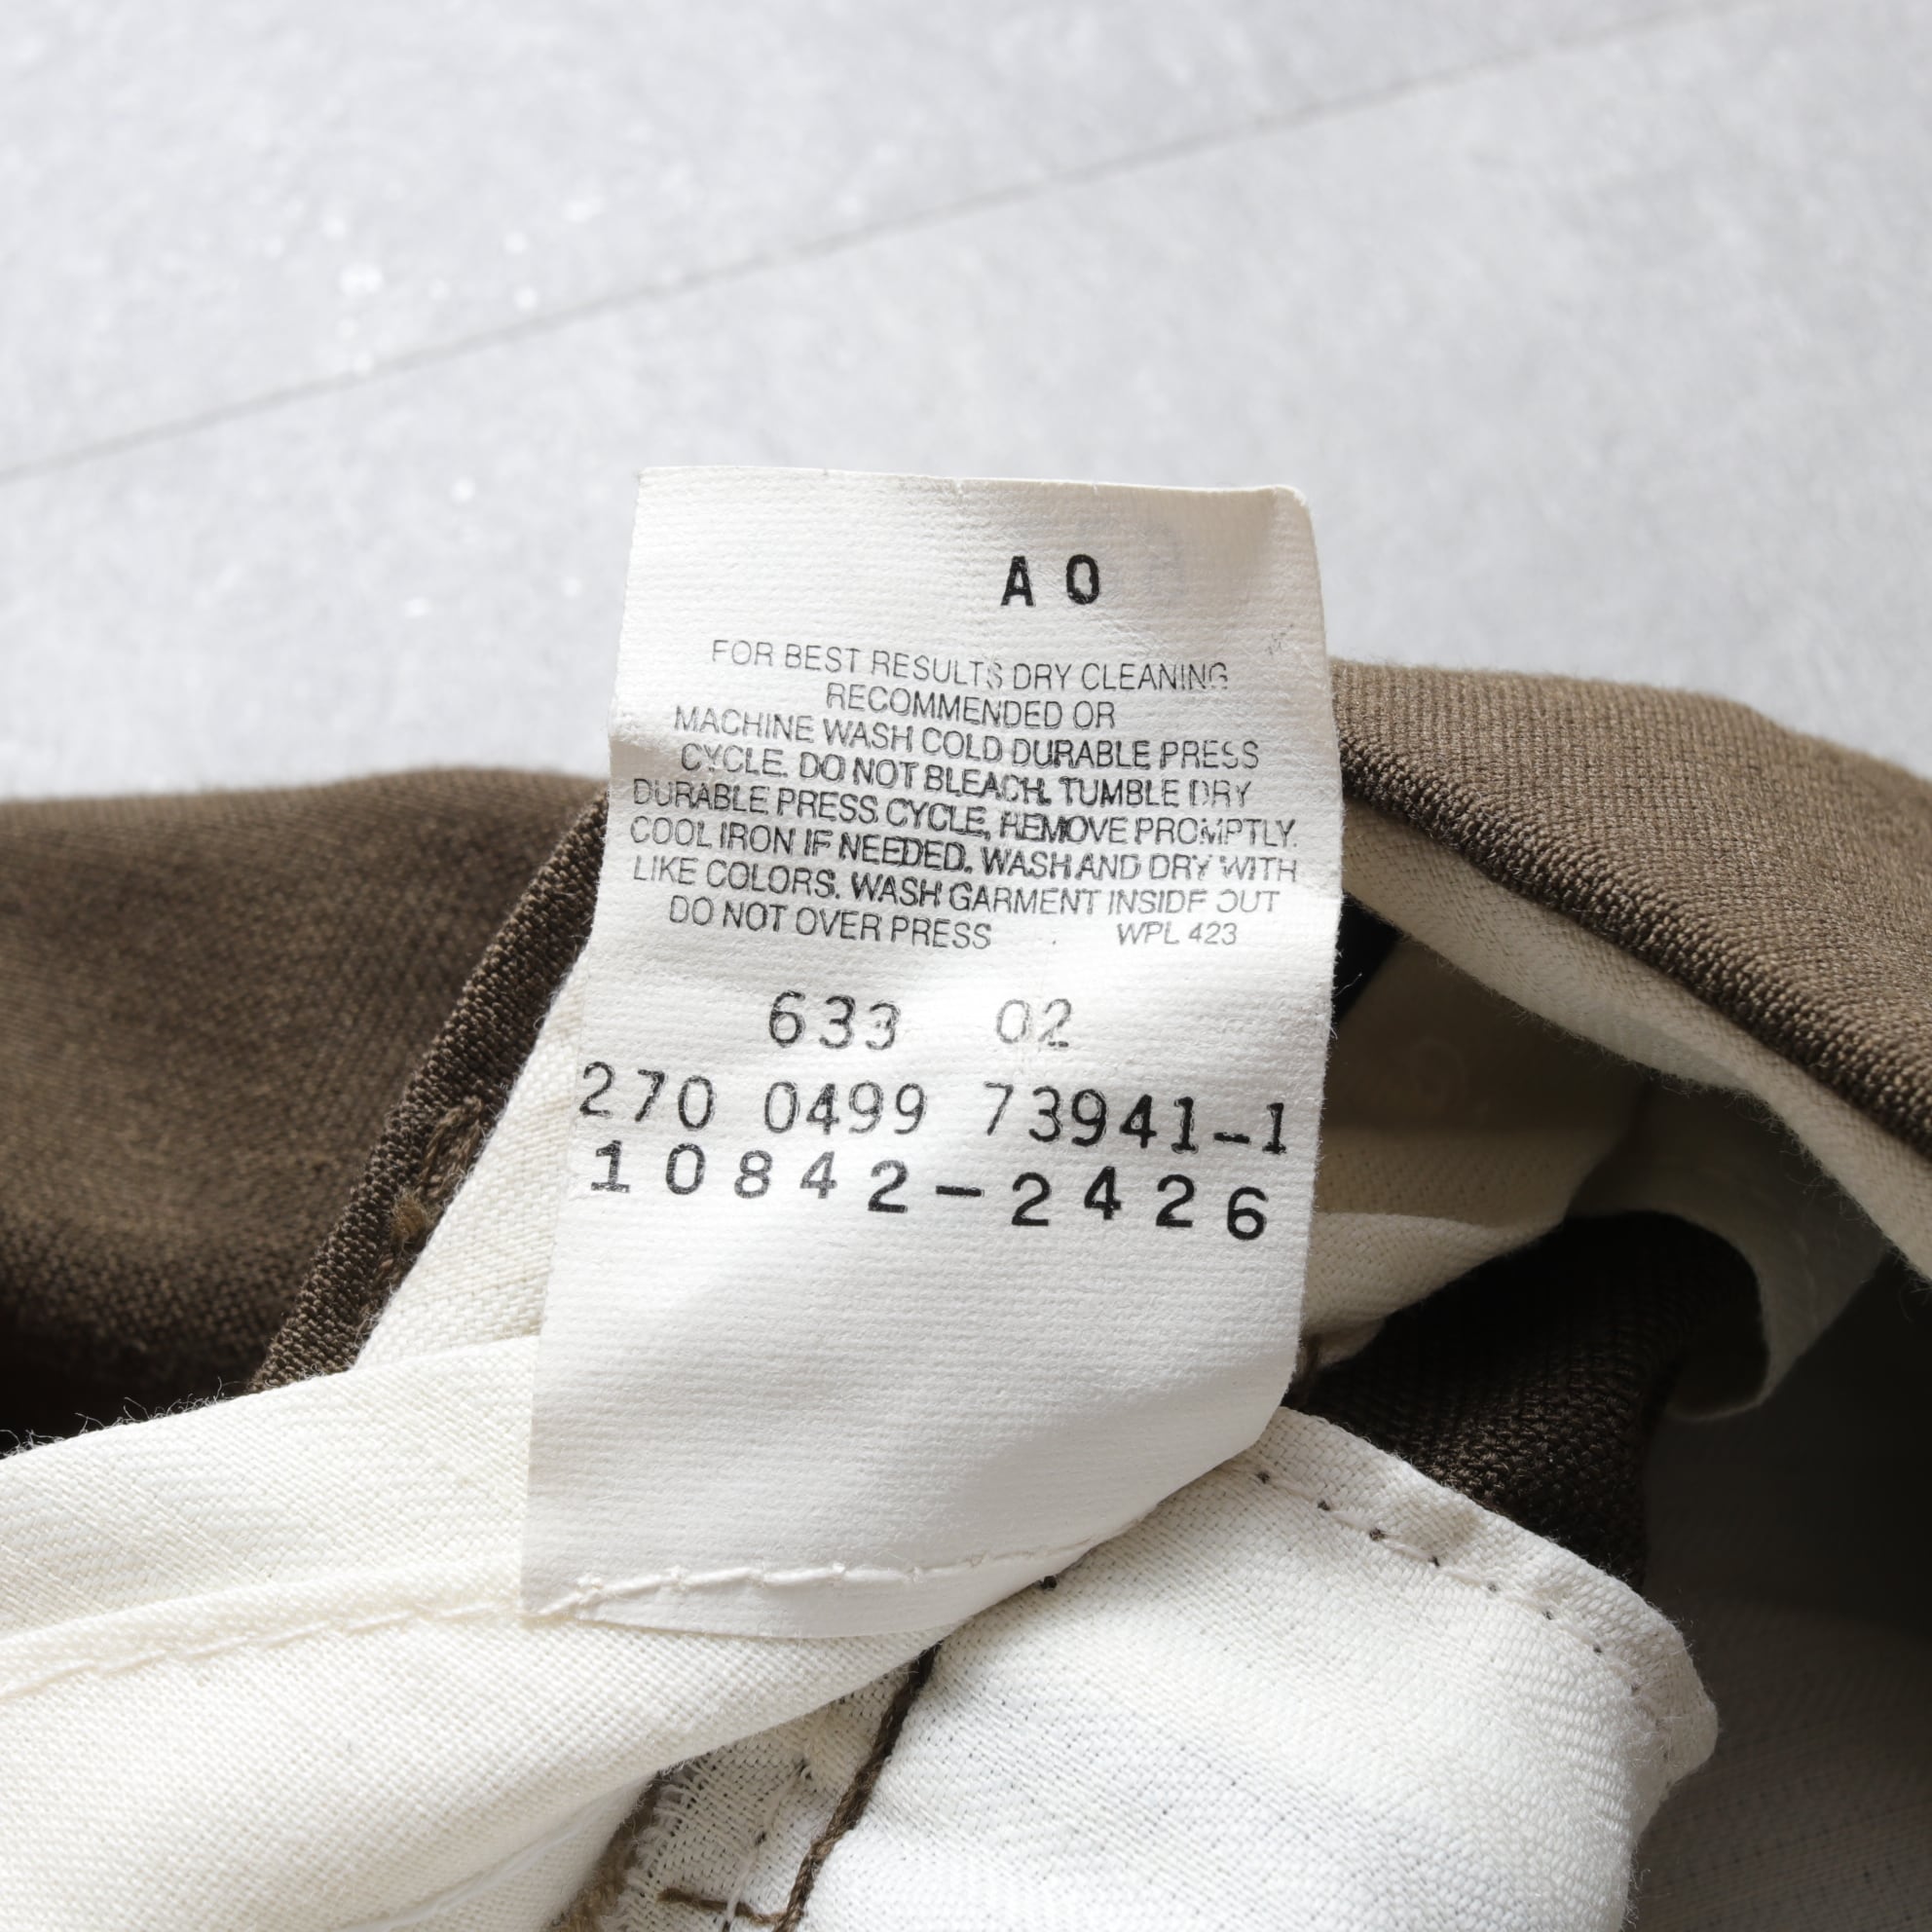 A 0
FOR BEST RESULTS DRY CLEANING
RECOMMENDED OR
MACHINE WASH COLD DURABLE PRESS
CYCLE. DO NOT BLEACH. TUMBLE DRY
DURABLE PRESS CYCLE, REMOVE PROMPTLY.
COOL IRON IF NEEDED. WASH AND DRY WITH
LIKE COLORS. WASH GARMENT INSIDE OUT
DO NOT OVER PRESS WPL 423
633 02
270 0499 73941-1
10842-2426